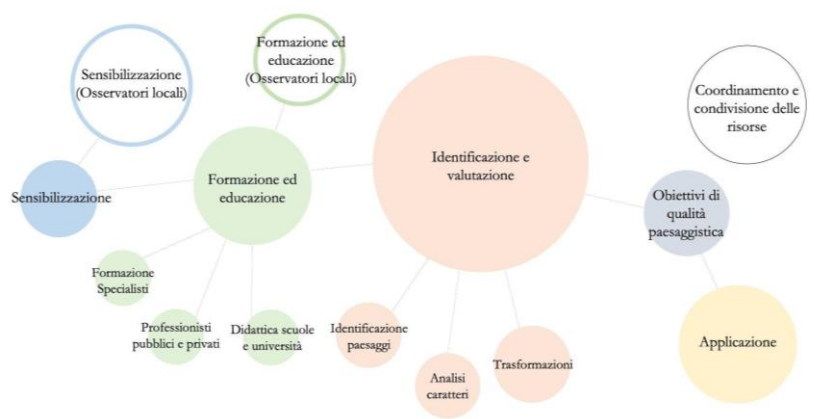 Sensibilizzazione
(Osservatori locali)
Formazione ed
educazione
(Osservatori locali)
Coordinamento e
condivisione delle
risorse
Identificazione e
valutazione
Sensibilizzazione
Formazione ed
educazione
Obiettivi di
qualità
paesaggistica
Formazione
Specialisti
Professionisti
pubblici e privati
Didattica scuole
e università
Identificazione
paesaggi
Analisi
caratteri
Trasformazioni
Applicazione